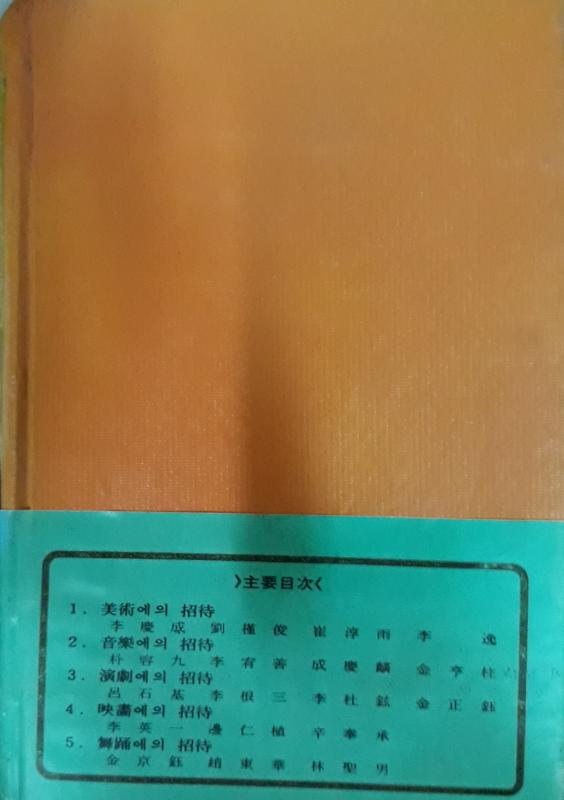 〉主要目次〈
1. 美術에의 招待
李慶成 劉槿俊 崔淳雨 李逸
2. 音樂에의 招待
朴容九 李宥善 成慶麟 金亨柱
3. 演劇에의 招待
呂石基 李根三 李杜鉉 金正鈺
4. 映畵에의 招待
李英一 邊仁植 辛奉承
5. 舞踊에의 招待
金京鈺 趙東華 林聖男